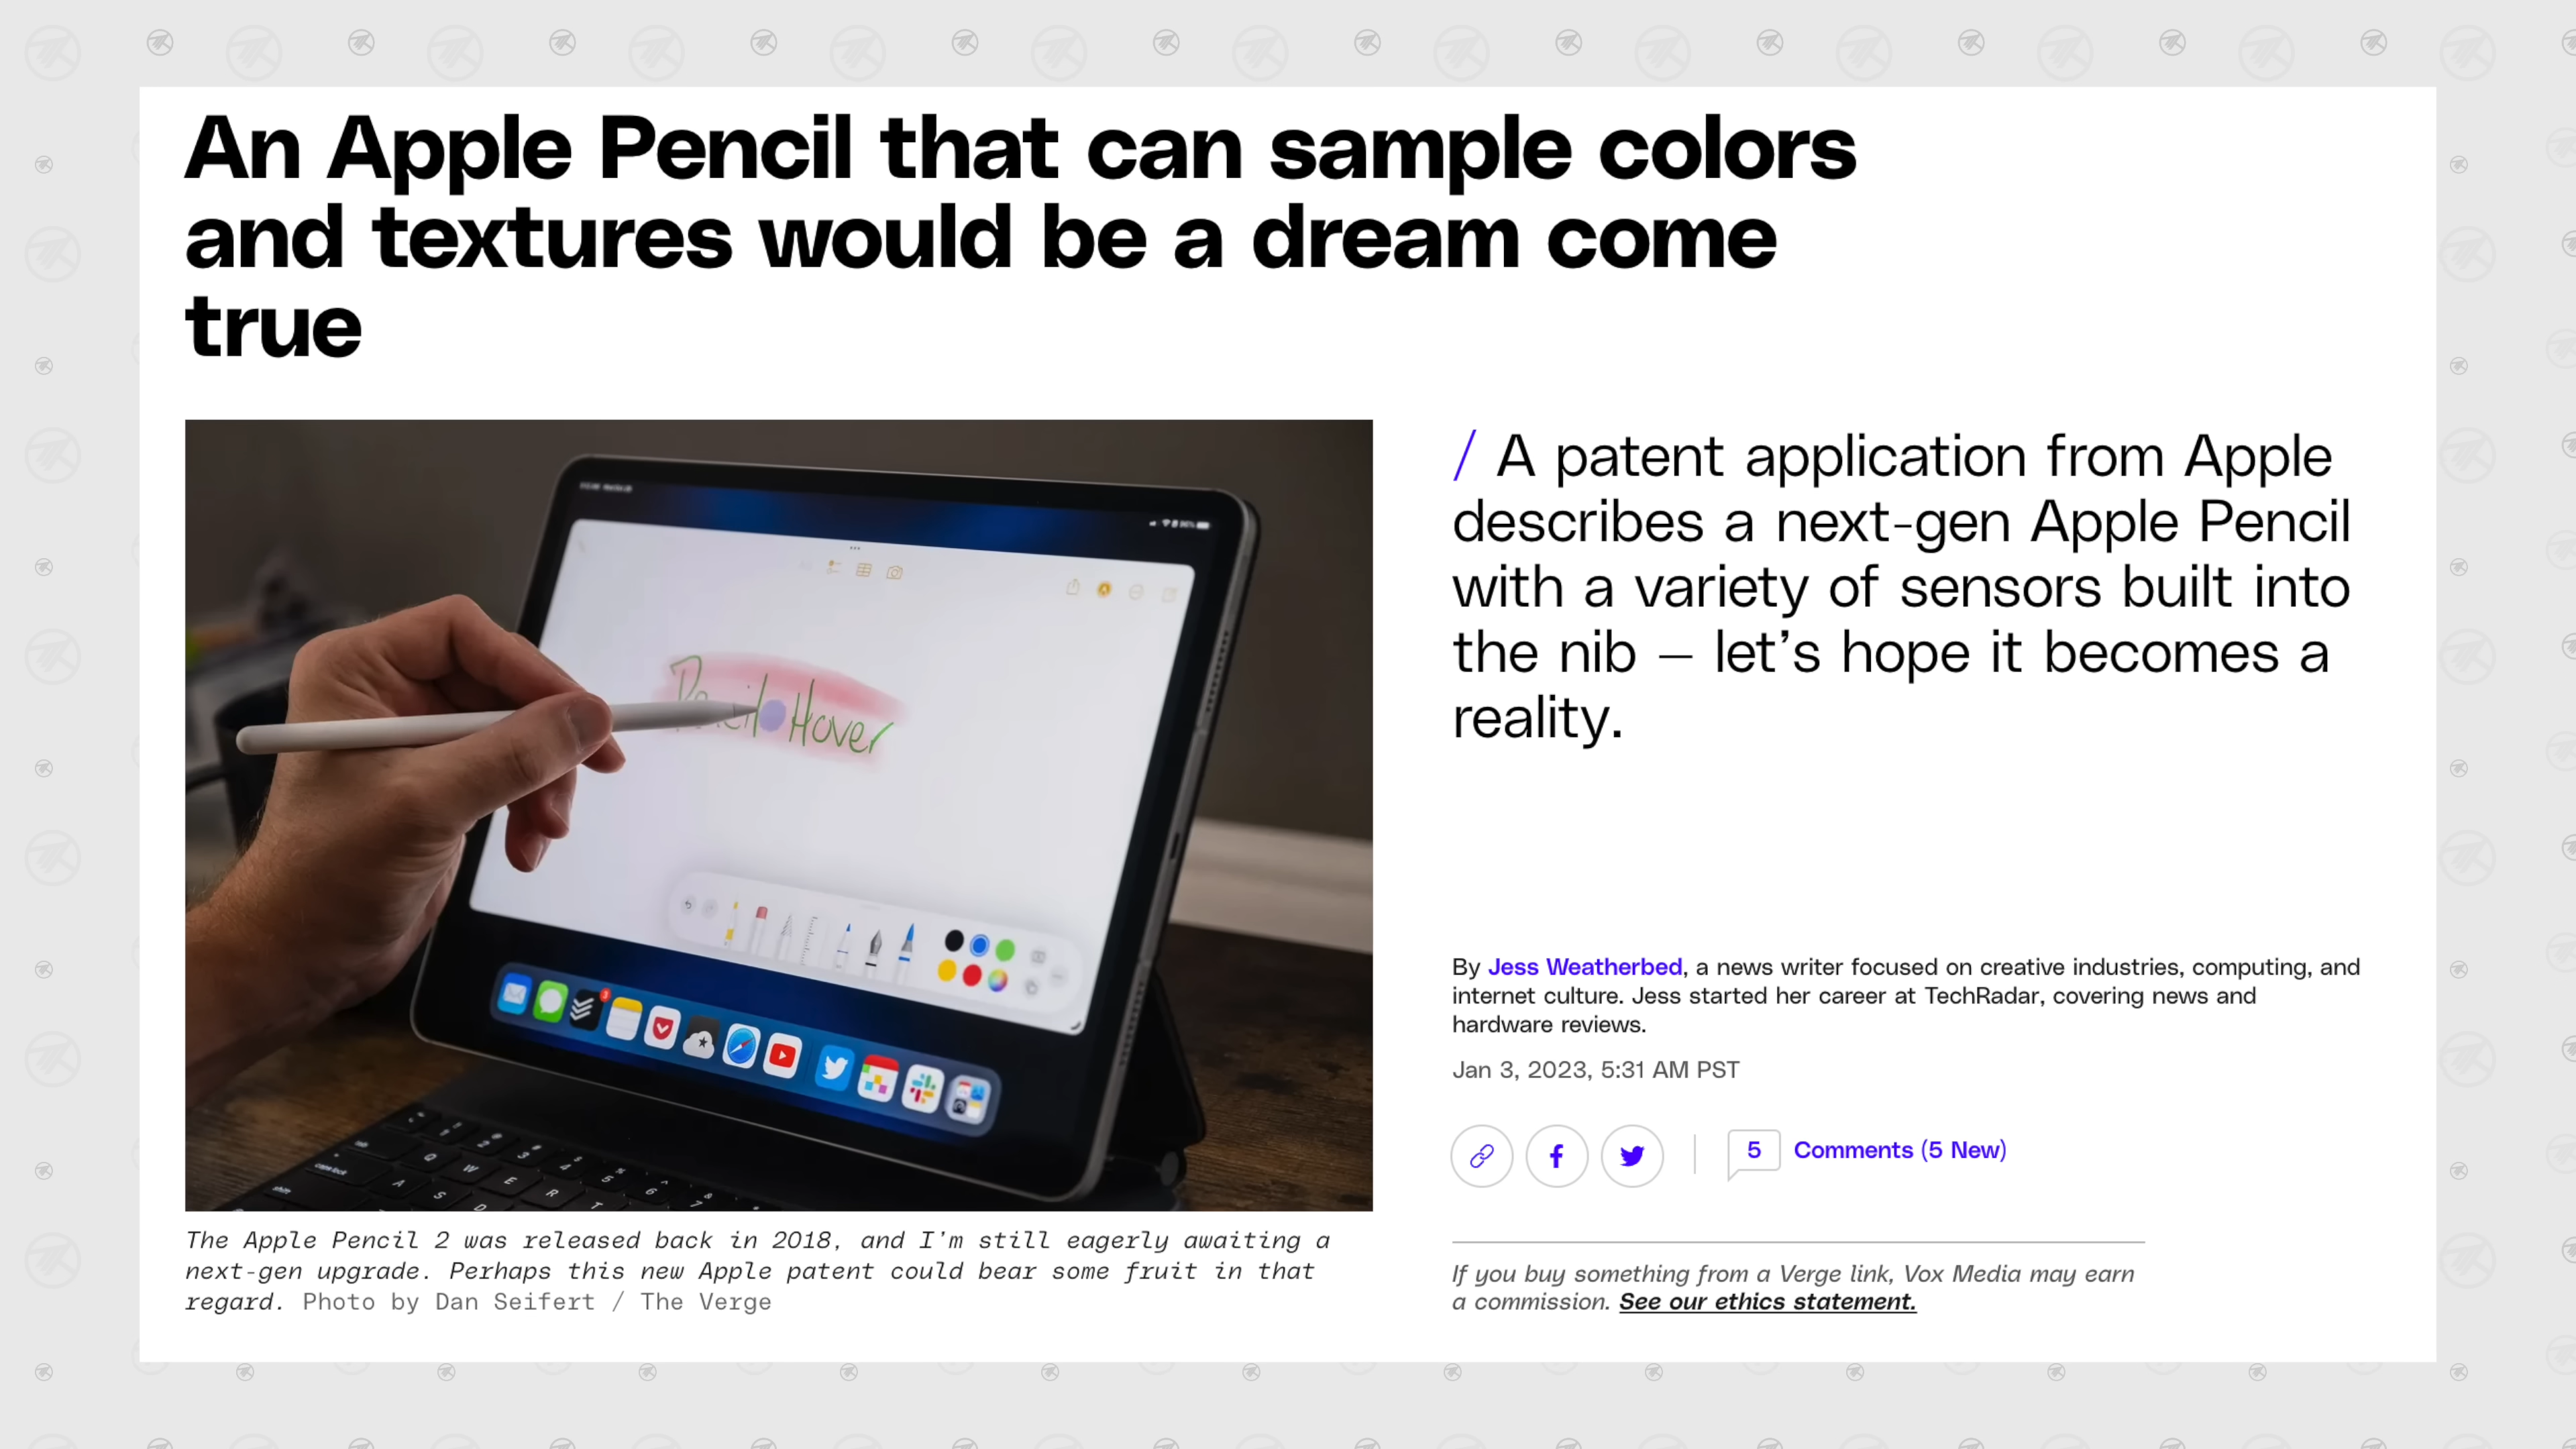 An Apple Pencil that can sample colors
and textures would be a dream come
true
Pencil Hover
/ A patent application from Apple
describes a next-gen Apple Pencil
with a variety of sensors built into
the nib – let’s hope it becomes a
reality.
By Jess Weatherbed, a news writer focused on creative industries, computing, and
internet culture. Jess started her career at TechRadar, covering news and
hardware reviews.
Jan 3, 2023, 5:31 AM PST
5 Comments (5 New)
The Apple Pencil 2 was released back in 2018, and I’m still eagerly awaiting a
next-gen upgrade. Perhaps this new Apple patent could bear some fruit in that
regard. Photo by Dan Seifert / The Verge
If you buy something from a Verge link, Vox Media may earn
a commission. See our ethics statement.